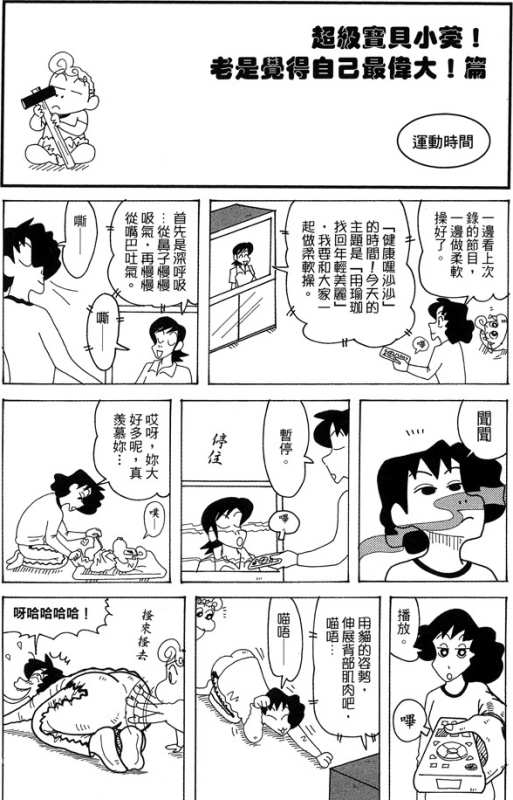 超級寶貝小葵！
老是覺得自己最偉大！篇
運動時間
一邊看上次
錄的節目，
一邊做柔軟
操好了。
嗶
「健康嘿沙沙」
的時間！今天的
主題是「用瑜珈
找回年輕美麗」
，我要和大家一
起做柔軟操。
首先是深呼吸
…從鼻子慢慢
吸氣，再慢慢
從嘴巴吐氣。
嘶——
嘶——
聞聞
暫停。
停住
嗶
哎呀，妳大
好多呢，真
羨慕妳…
噗
播放。
嗶
用貓的姿勢，
伸展背部肌肉吧，
喵唔…
喵唔——
搔來搔去
呀哈哈哈哈！